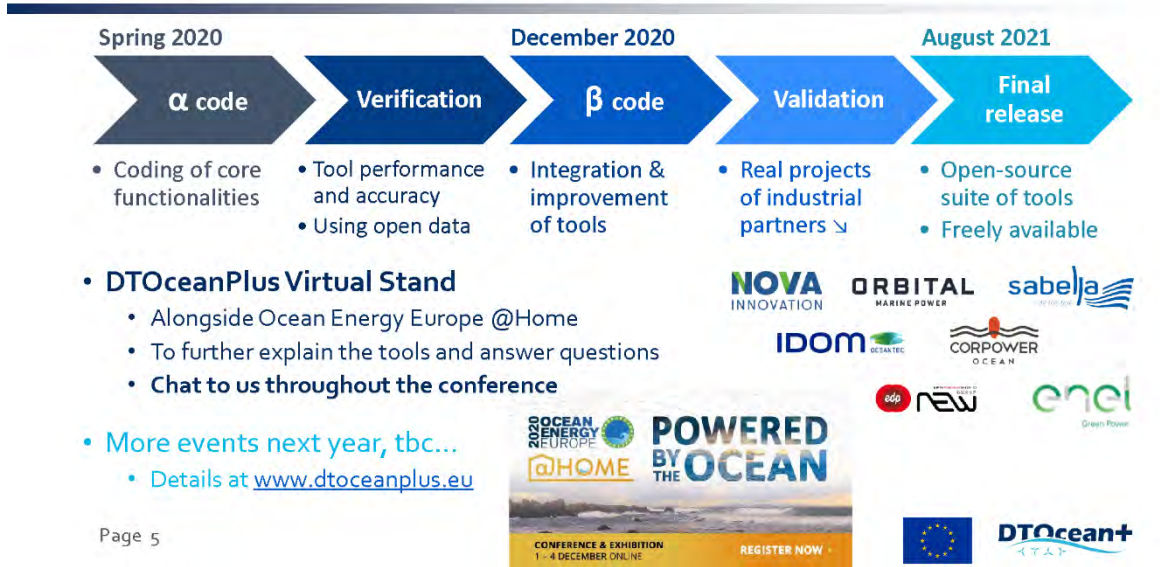 Spring 2020
December 2020
August 2021
α code
Verification
β code
Validation
Final
release
• Coding of core
functionalities
• Tool performance
and accuracy
• Using open data
• Integration &
improvement
of tools
• Real projects
of industrial
partners ↘
• Open-source
suite of tools
• Freely available
• DTOceanPlus Virtual Stand
• Alongside Ocean Energy Europe @Home
• To further explain the tools and answer questions
• Chat to us throughout the conference
• More events next year, tbc...
• Details at www.dtoceanplus.eu
NOVA
INNOVATION
ORBITAL
MARINE POWER
sabella
IDOM
OCEANTEC
CORPOWER
OCEAN
edp
new
enel
Green Power
2020
OCEAN
ENERGY
EUROPE
@HOME
POWERED
BY THE OCEAN
CONFERENCE & EXHIBITION
1 – 4 DECEMBER ONLINE
REGISTER NOW ›
Page 5
DTOcean+